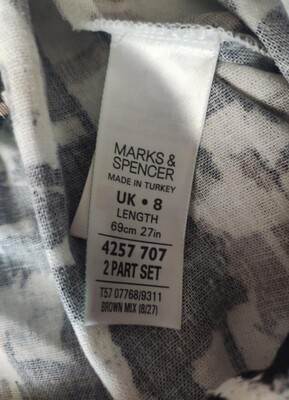 MARKS &
SPENCER
MADE IN TURKEY
UK • 8
LENGTH
69cm 27in
4257 707
2 PART SET
T57 07768/9311
BROWN MIX (8/27)